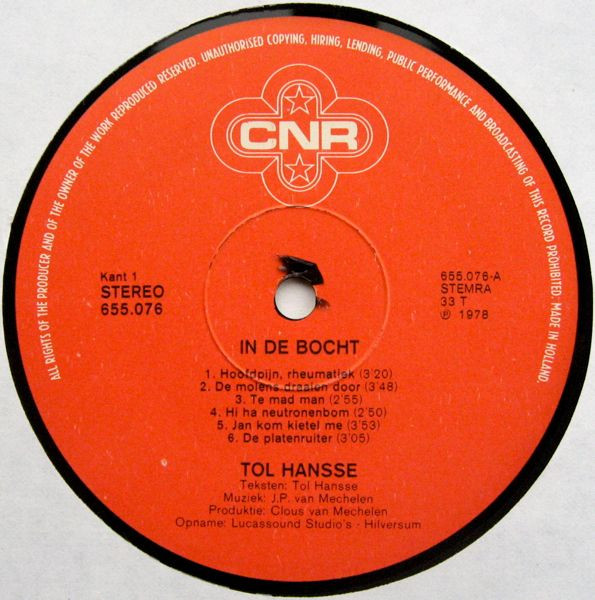 ALL RIGHTS OF THE PRODUCER AND OF THE OWNER OF THE WORK REPRODUCED RESERVED. UNAUTHORISED COPYING, HIRING, LENDING, PUBLIC PERFORMANCE AND BROADCASTING OF THIS RECORD PROHIBITED: MADE IN HOLLAND.
CNR
Kant 1
STEREO
655.076
655.076-A
STEMRA
33 T
℗ 1978
IN DE BOCHT
1. Hoofdpijn, rheumatiek (3'20)
2. De molens draaien door (3'48)
3. Te mad man (2'55)
4. Hi ha neutronenbom (2'50)
5. Jan kom kietel me (3'53)
6. De platenruiter (3'05)
TOL HANSSE
Teksten: Tol Hansse
Muziek: J.P. van Mechelen
Produktie: Clous van Mechelen
Opname: Lucassound Studio's - Hilversum